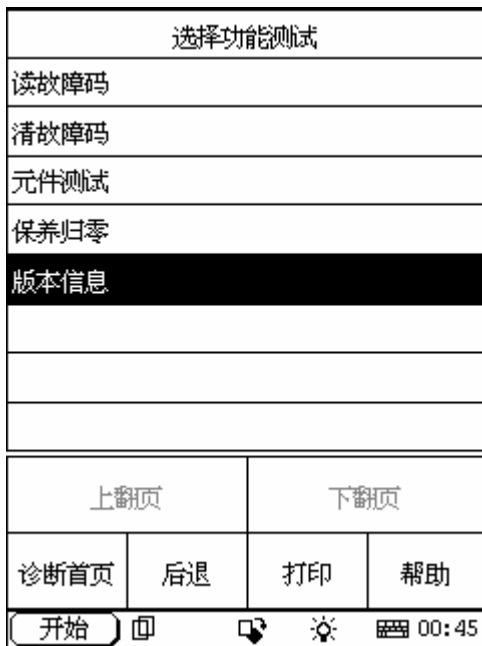 选择功能测试
读故障码
清故障码
元件测试
保养归零
版本信息
上翻页 下翻页
诊断首页 后退 打印 帮助
开始 00:45